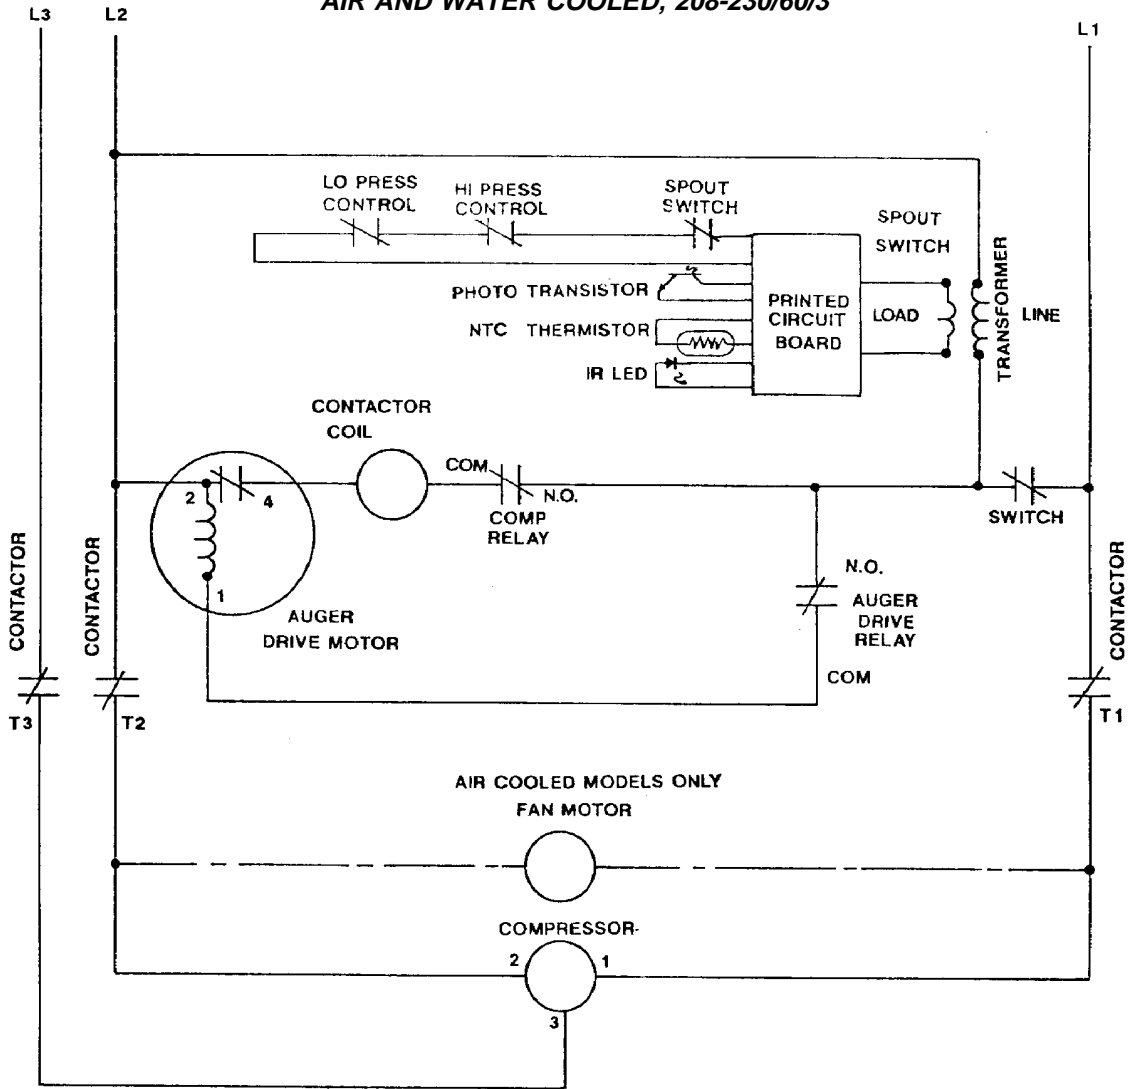 AIR AND WATER COOLED, 208-230/60/3
L3
L2
L1
LO PRESS
CONTROL
HI PRESS
CONTROL
SPOUT
SWITCH
SPOUT
SWITCH
PHOTO TRANSISTOR
NTC THERMISTOR
IR LED
PRINTED
CIRCUIT
BOARD
LOAD
TRANSFORMER
LINE
CONTACTOR
COIL
COM
N.O.
COMP
RELAY
2
4
1
AUGER
DRIVE MOTOR
SWITCH
N.O.
AUGER
DRIVE
RELAY
COM
CONTACTOR
CONTACTOR
CONTACTOR
T3
T2
T1
AIR COOLED MODELS ONLY
FAN MOTOR
COMPRESSOR-
2
1
3